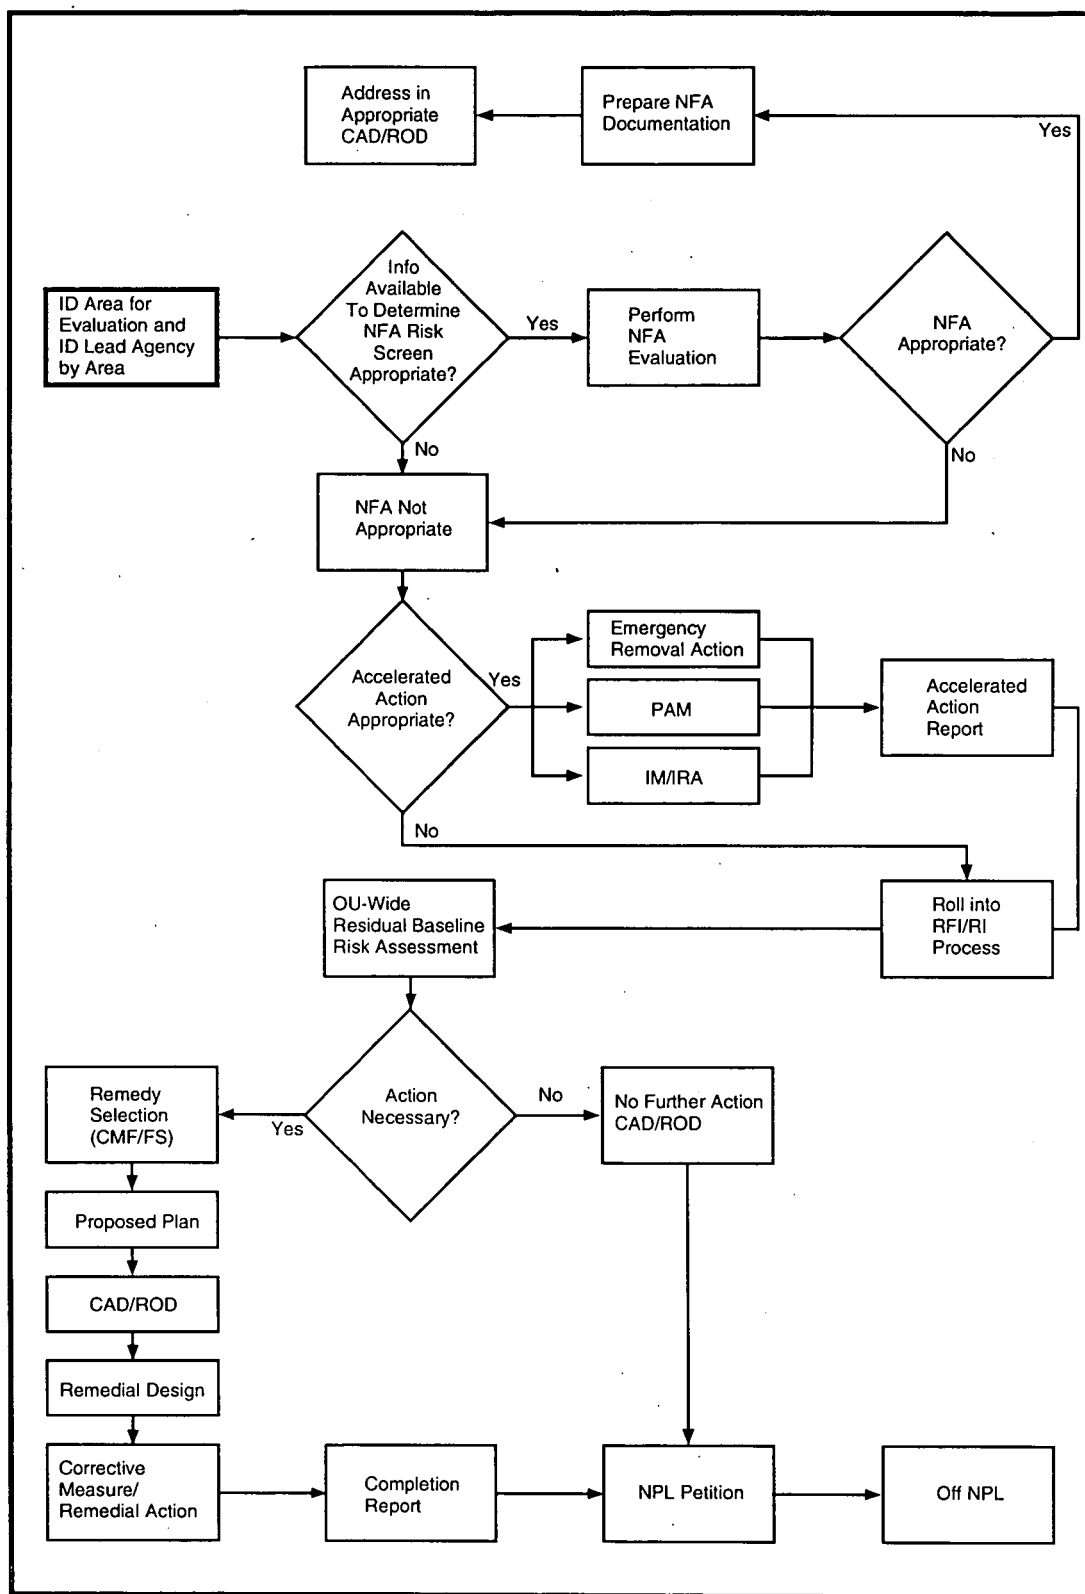 Address in
Appropriate
CAD/ROD
Prepare NFA
Documentation
Yes
ID Area for
Evaluation and
ID Lead Agency
by Area
Info
Available
To Determine
NFA Risk
Screen
Appropriate?
Yes
Perform
NFA
Evaluation
NFA
Appropriate?
No
No
NFA Not
Appropriate
Accelerated
Action
Appropriate?
Yes
Emergency
Removal Action
PAM
IM/IRA
Accelerated
Action
Report
No
OU-Wide
Residual Baseline
Risk Assessment
Roll into
RFI/RI
Process
Remedy
Selection
(CMF/FS)
Yes
Action
Necessary?
No
No Further Action
CAD/ROD
Proposed Plan
CAD/ROD
Remedial Design
Corrective
Measure/
Remedial Action
Completion
Report
NPL Petition
Off NPL